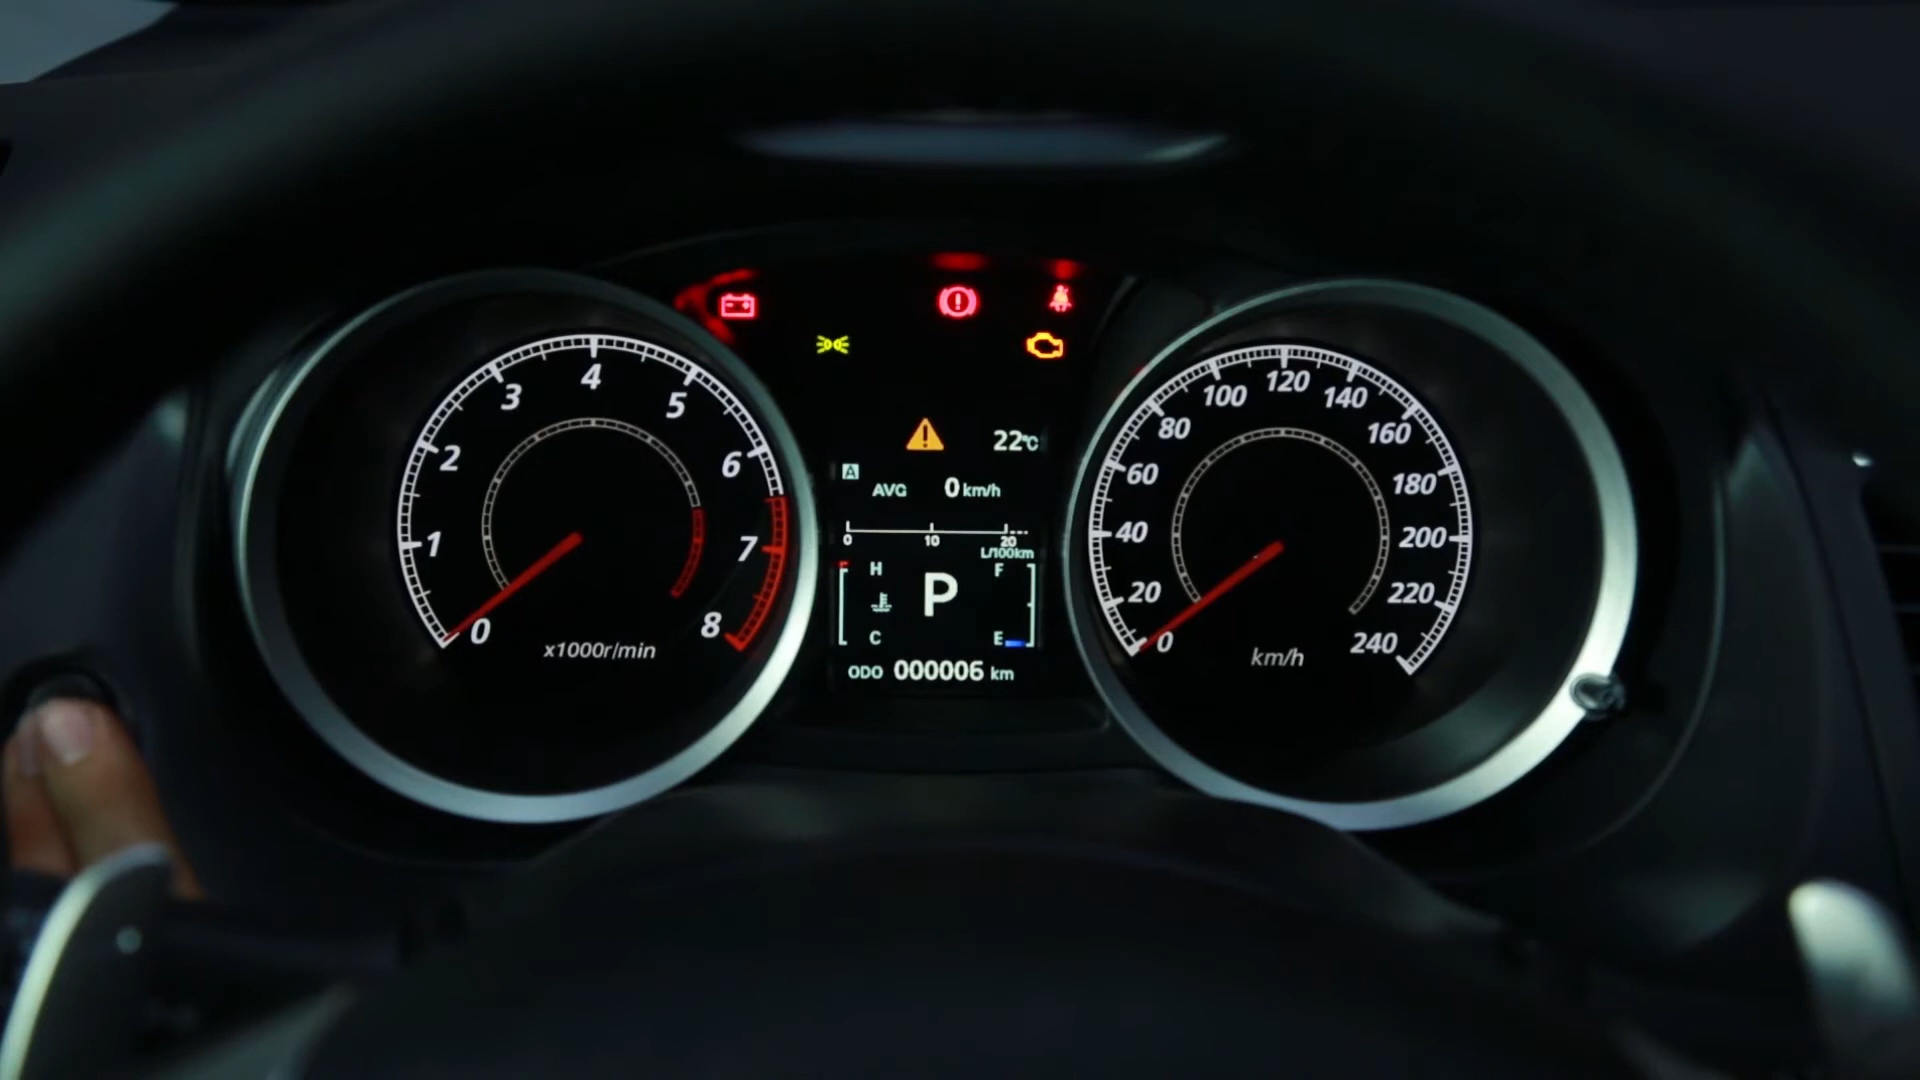 0 1 2 3 4 5 6 7 8
x1000r/min
22°C
A
AVG 0 km/h
0 10 20
L/100km
H F
P
C E
ODO 000006 km
0 20 40 60 80 100 120 140 160 180 200 220 240
km/h